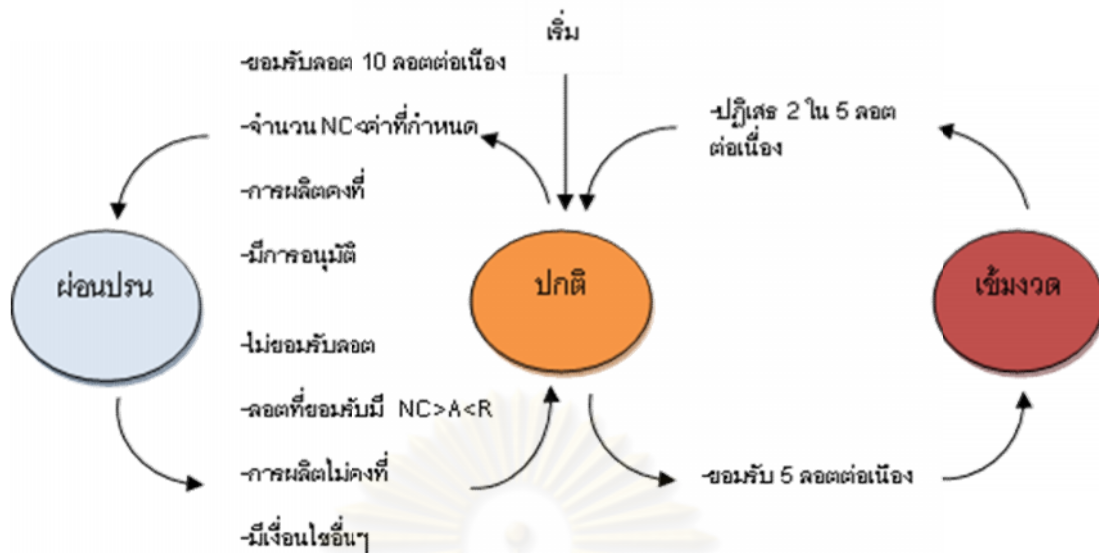 เริ่ม
-ยอมรับลอต 10 ลอตต่อเนื่อง
-จำนวน NC<ค่าที่กำหนด
-การผลิตคงที่
-มีการอนุมัติ
-ปฏิเสธ 2 ใน 5 ลอต
ต่อเนื่อง
ผ่อนปรน
ปกติ
เข้มงวด
-ไม่ยอมรับลอต
-ลอตที่ยอมรับมี NC>A<R
-การผลิตไม่คงที่
-มีเงื่อนไขอื่นๆ
-ยอมรับ 5 ลอตต่อเนื่อง